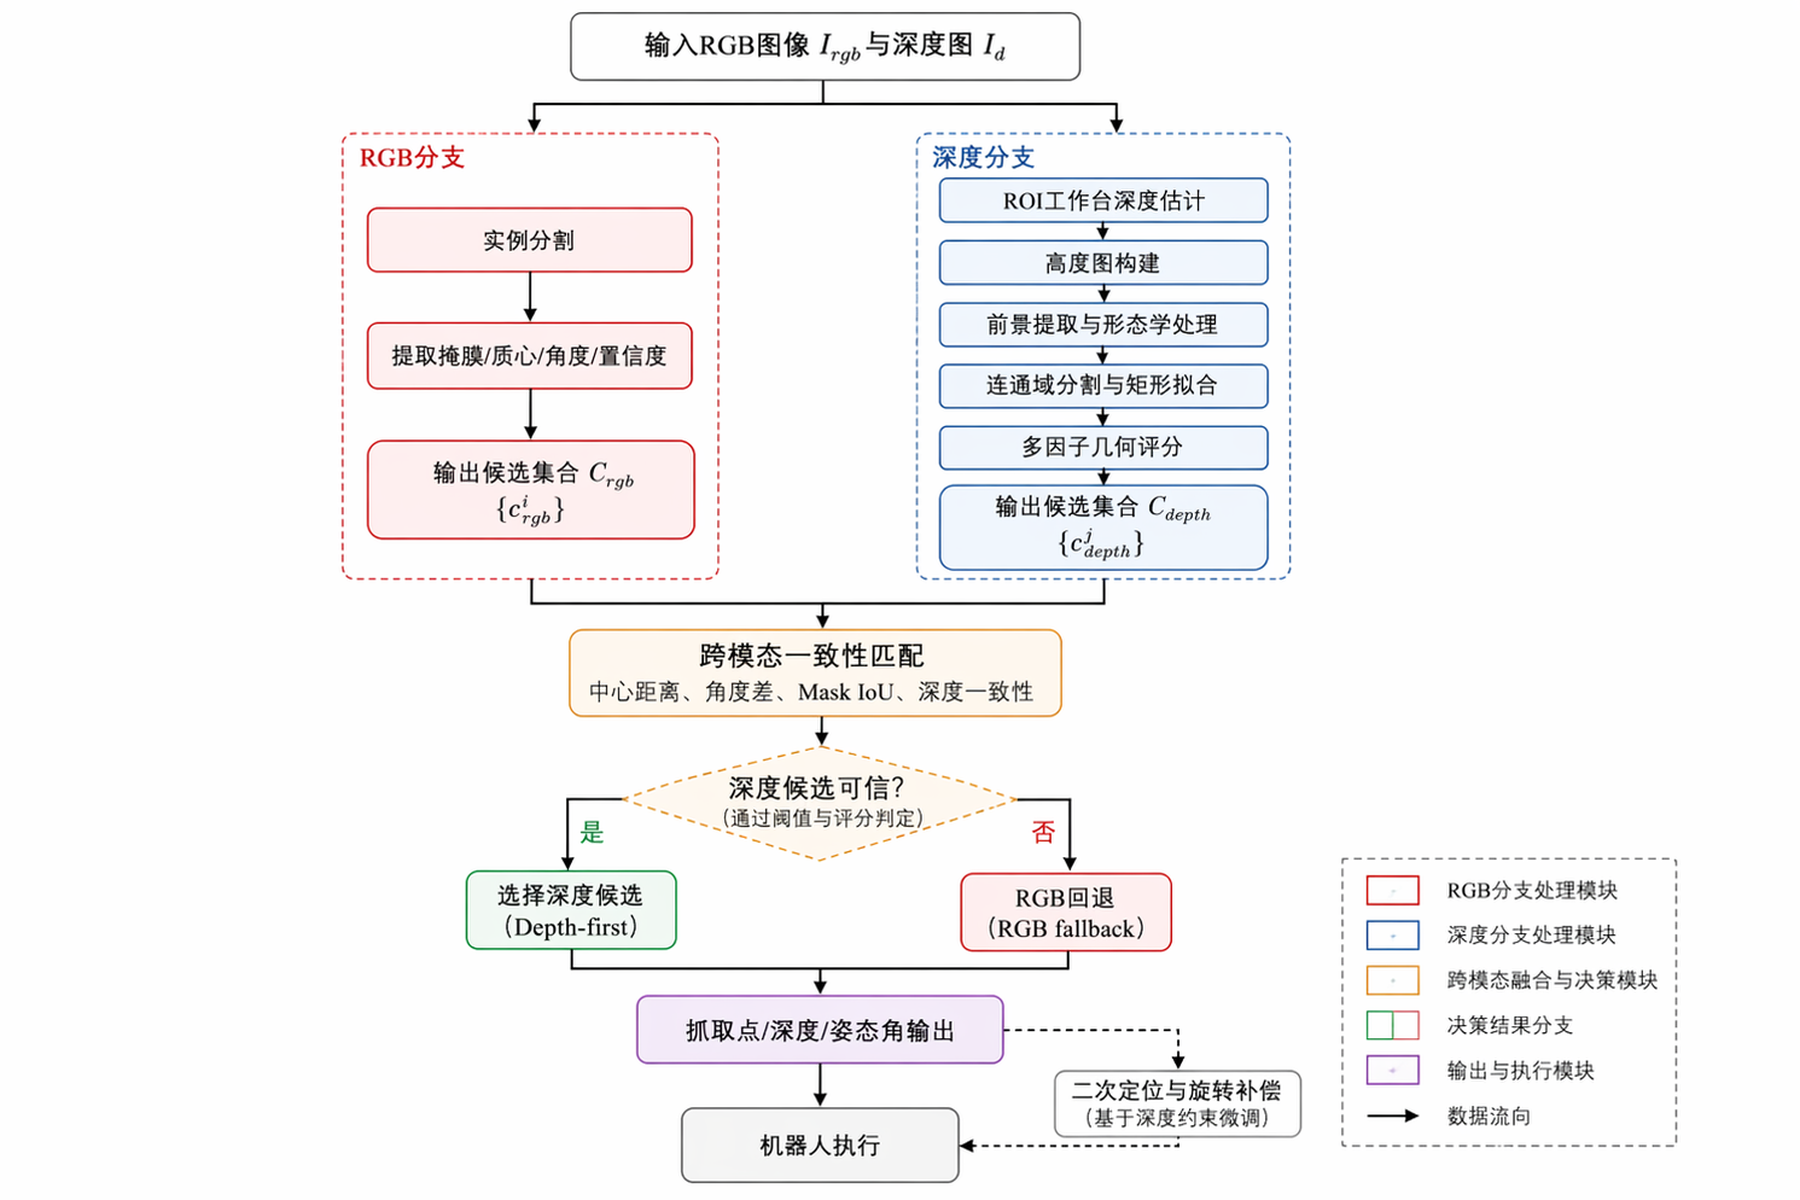 输入RGB图像 I_rgb 与深度图 I_d
RGB分支
实例分割
提取掩膜/质心/角度/置信度
输出候选集合 C_rgb
{c^i_rgb}
深度分支
ROI工作台深度估计
高度图构建
前景提取与形态学处理
连通域分割与矩形拟合
多因子几何评分
输出候选集合 C_depth
{c^j_depth}
跨模态一致性匹配
中心距离、角度差、Mask IoU、深度一致性
深度候选可信？
（通过阈值与评分判定）
是
否
选择深度候选
（Depth-first）
RGB回退
（RGB fallback）
抓取点/深度/姿态角输出
二次定位与旋转补偿
（基于深度约束微调）
机器人执行
RGB分支处理模块
深度分支处理模块
跨模态融合与决策模块
决策结果分支
输出与执行模块
数据流向